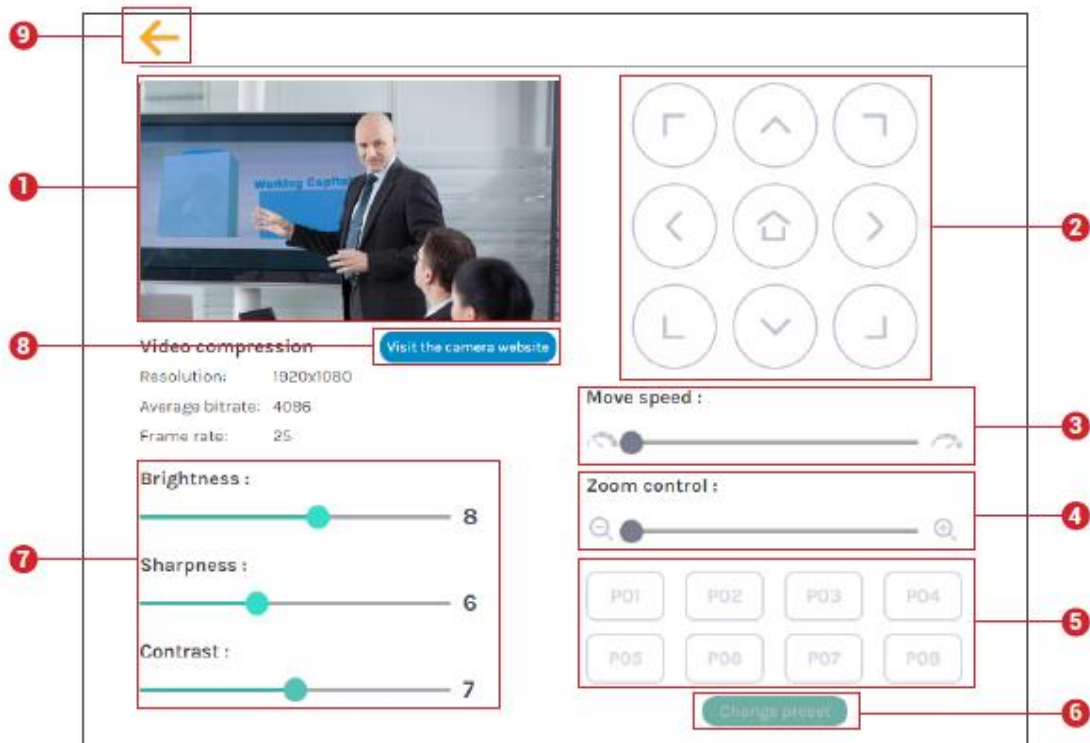 9
1
Working Capital
2
8
Video compression
Visit the camera website
Resolution: 1920x1080
Average bitrate: 4096
Frame rate: 25
Move speed :
3
Zoom control :
4
7
Brightness :
8
Sharpness :
6
Contrast :
7
P01 P02 P03 P04
P05 P06 P07 P08
5
Change preset
6